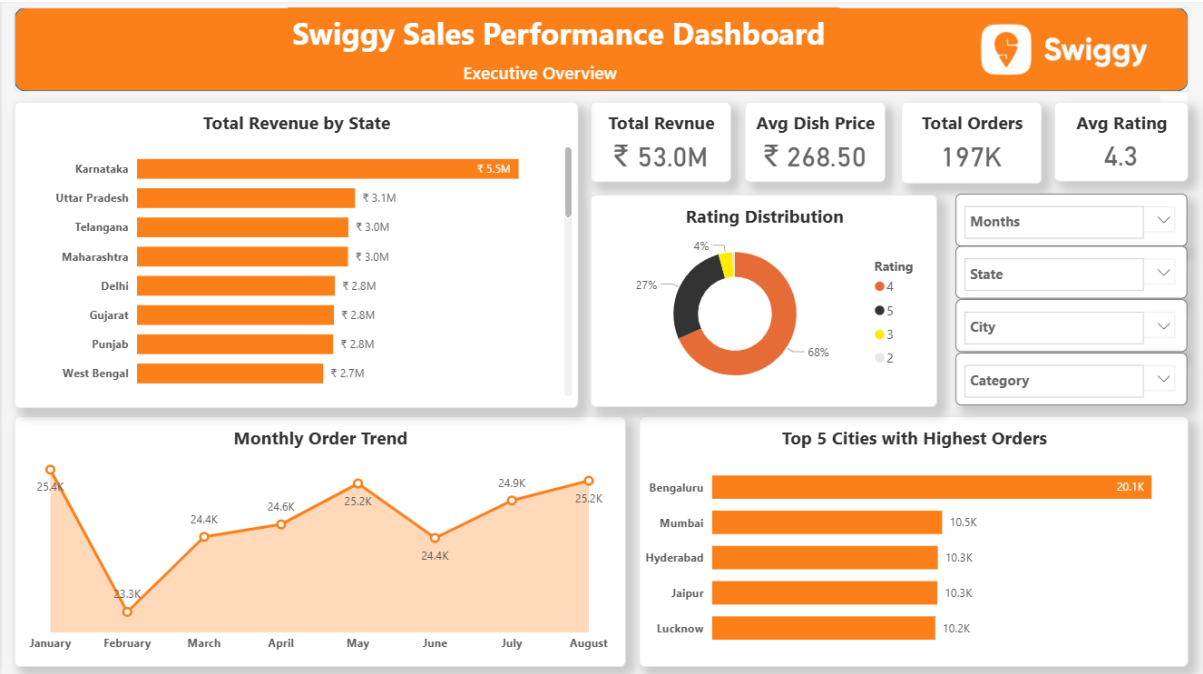 Swiggy Sales Performance Dashboard
Executive Overview
Swiggy
Total Revenue by State
Karnataka ₹ 5.5M
Uttar Pradesh ₹ 3.1M
Telangana ₹ 3.0M
Maharashtra ₹ 3.0M
Delhi ₹ 2.8M
Gujarat ₹ 2.8M
Punjab ₹ 2.8M
West Bengal ₹ 2.7M
Total Revnue
₹ 53.0M
Avg Dish Price
₹ 268.50
Total Orders
197K
Avg Rating
4.3
Rating Distribution
4%
27%
68%
Rating
4
5
3
2
Months
State
City
Category
Monthly Order Trend
25.4K
23.3K
24.4K
24.6K
25.2K
24.4K
24.9K
25.2K
January February March April May June July August
Top 5 Cities with Highest Orders
Bengaluru 20.1K
Mumbai 10.5K
Hyderabad 10.3K
Jaipur 10.3K
Lucknow 10.2K